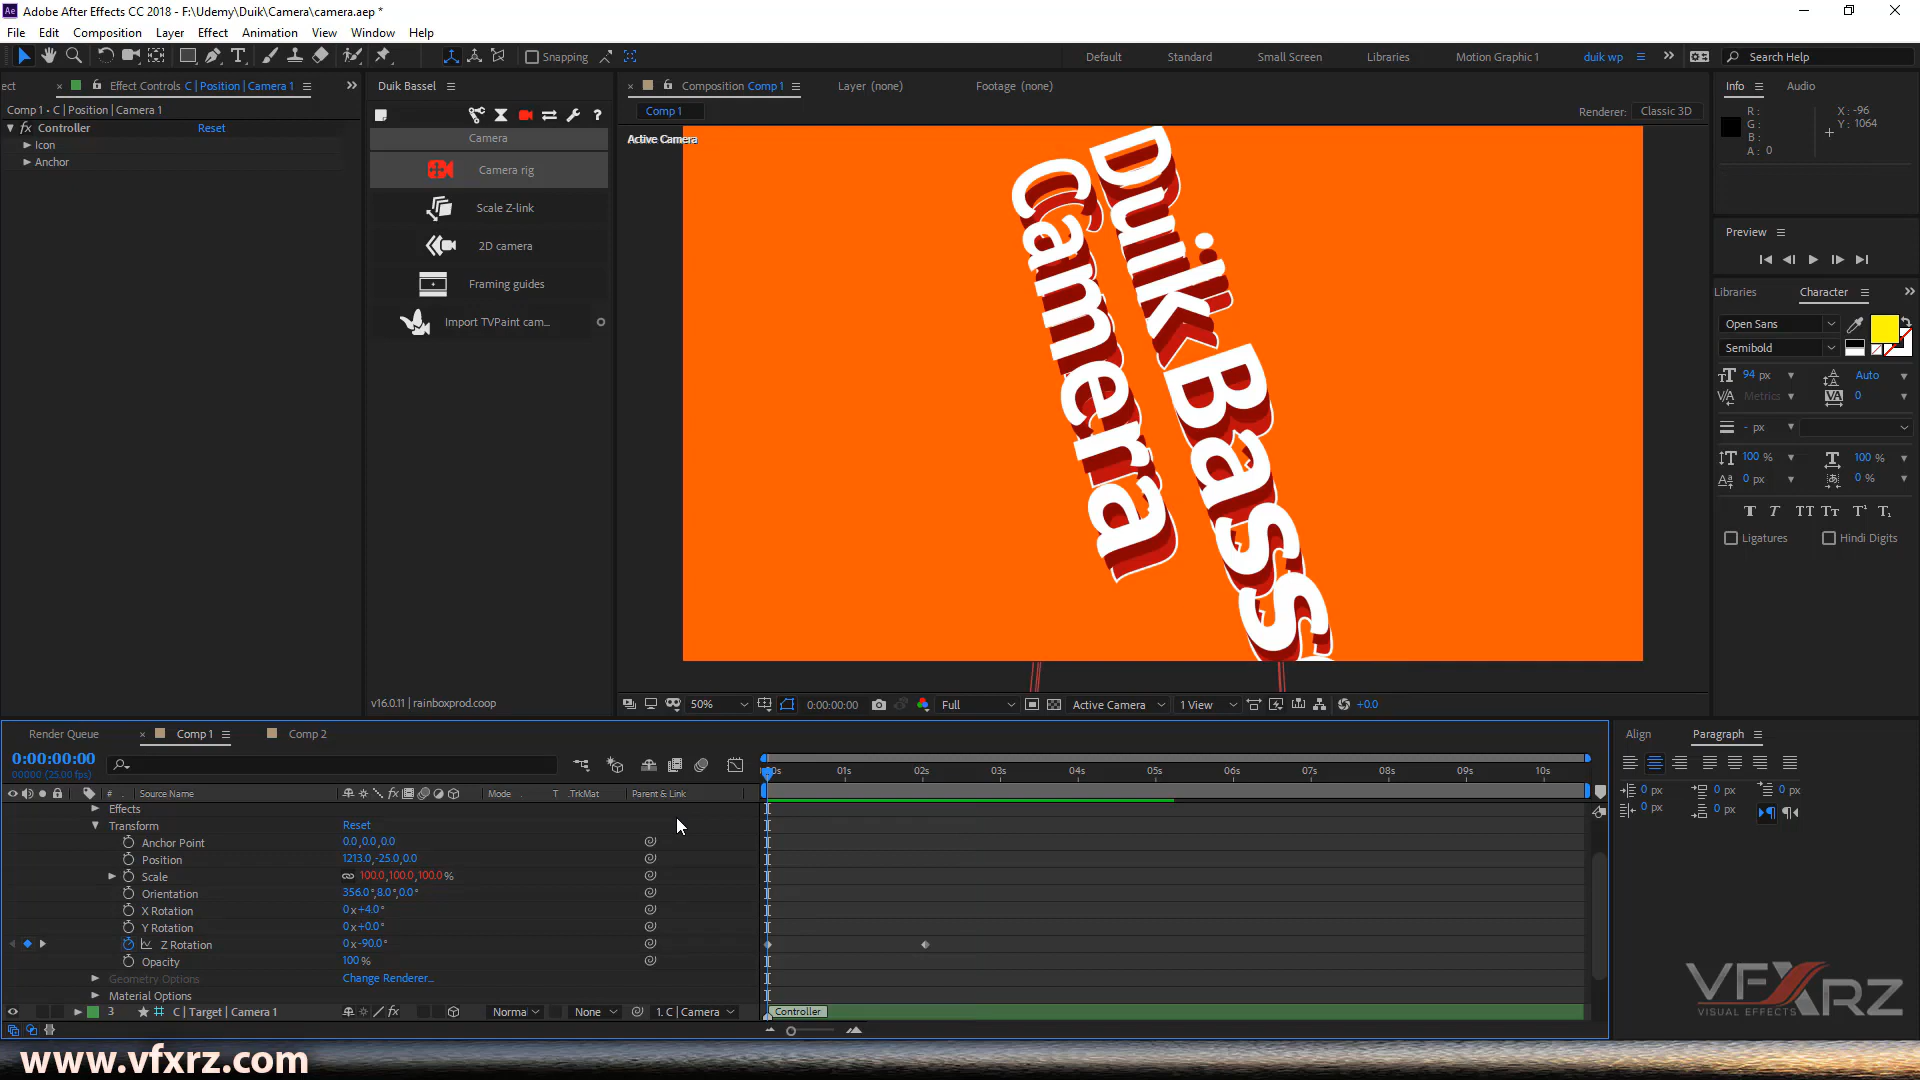 Ae Adobe After Effects CC 2018 - F:\Udemy\Duik\Camera\camera.aep *
File Edit Composition Layer Effect Animation View Window Help
Snapping
Default Standard Small Screen Libraries Motion Graphic 1 duik wp
Search Help
ect Effect Controls C | Position | Camera 1
Comp 1 • C | Position | Camera 1
fx Controller Reset
Icon
Anchor
Duik Bassel
Camera
Camera rig
Scale Z-link
2D camera
Framing guides
Import TVPaint cam...
v16.0.11 | rainboxprod.coop
Composition Comp 1 Layer (none) Footage (none)
Comp 1
Renderer: Classic 3D
Active Camera
Duik Bass
Camera
50% 0:00:00:00 Full Active Camera 1 View +0.0
Info Audio
R : X : -96
G : Y : 1064
B :
A : 0
Preview
Libraries Character
Open Sans
Semibold
94 px Auto
Metrics 0
- px
100 % 100 %
0 px 0 %
Ligatures Hindi Digits
Render Queue Comp 1 Comp 2
0:00:00:00
00000 (25.00 fps)
# Source Name Mode T .TrkMat Parent & Link
01s 02s 03s 04s 05s 06s 07s 08s 09s 10s
Effects
Transform Reset
Anchor Point 0.0,0.0,0.0
Position 1213.0,-25.0,0.0
Scale 100.0,100.0,100.0 %
Orientation 356.0°,8.0°,0.0°
X Rotation 0x+4.0°
Y Rotation 0x+0.0°
Z Rotation 0x-90.0°
Opacity 100 %
Geometry Options Change Renderer...
Material Options
3 C | Target | Camera 1 Norma None 1. C | Camera
Controller
Align Paragraph
0 px 0 px 0 px
0 px 0 px
VFXRZ
VISUAL EFFECTS
www.vfxrz.com